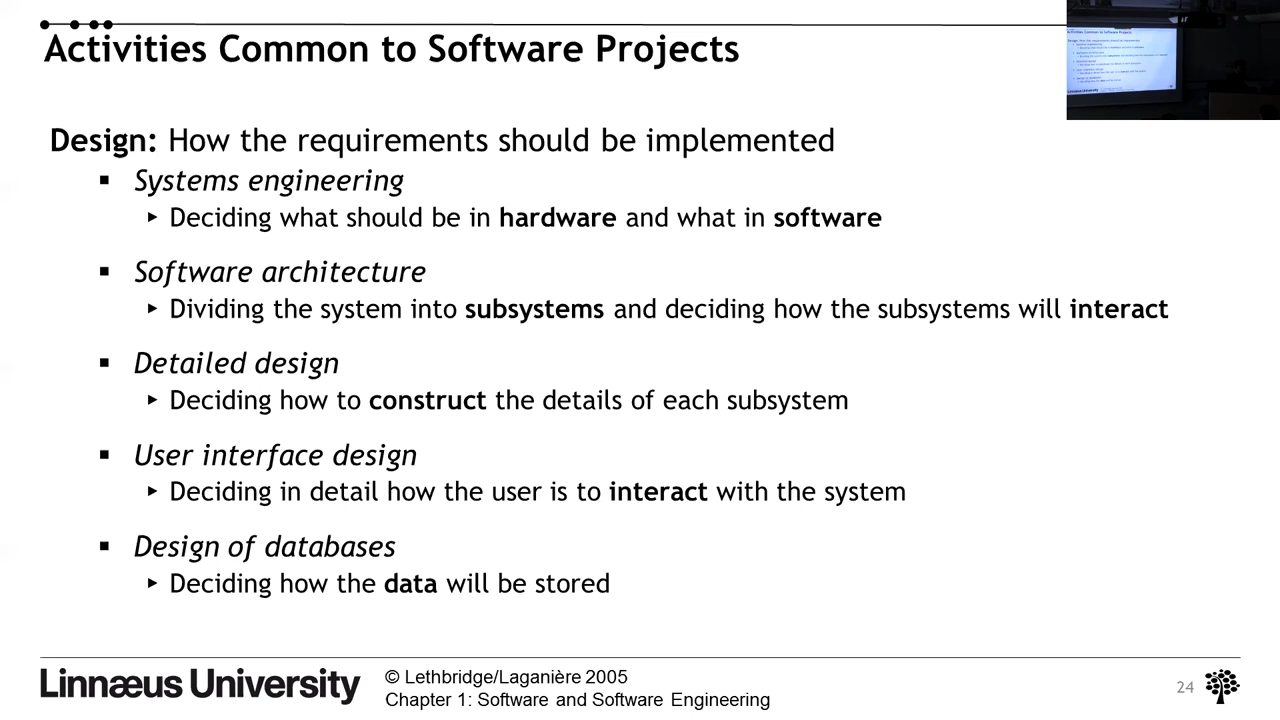 Activities Common to Software Projects
Design: How the requirements should be implemented
▪ Systems engineering
▸ Deciding what should be in hardware and what in software
▪ Software architecture
▸ Dividing the system into subsystems and deciding how the subsystems will interact
▪ Detailed design
▸ Deciding how to construct the details of each subsystem
▪ User interface design
▸ Deciding in detail how the user is to interact with the system
▪ Design of databases
▸ Deciding how the data will be stored
Linnæus University
© Lethbridge/Laganière 2005
Chapter 1: Software and Software Engineering
24